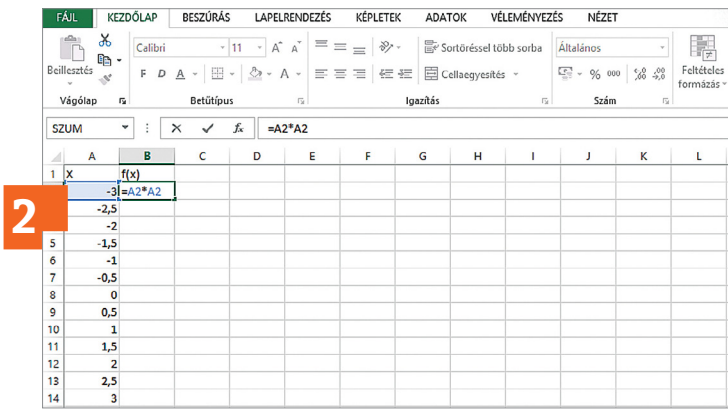 FÁJL KEZDŐLAP BESZÚRÁS LAPELRENDEZÉS KÉPLETEK ADATOK VÉLEMÉNYEZÉS NÉZET
Calibri 11 A A Sortöréssel több sorba Általános
Beillesztés F D A A Cellaegyesítés % 000 Feltételes
formázás
Vágólap Betűtípus Igazítás Szám
SZUM fx =A2*A2
A B C D E F G H I J K L
1 X f(x)
2 -3 =A2*A2
-2,5
-2
5 -1,5
6 -1
7 -0,5
8 0
9 0,5
10 1
11 1,5
12 2
13 2,5
14 3